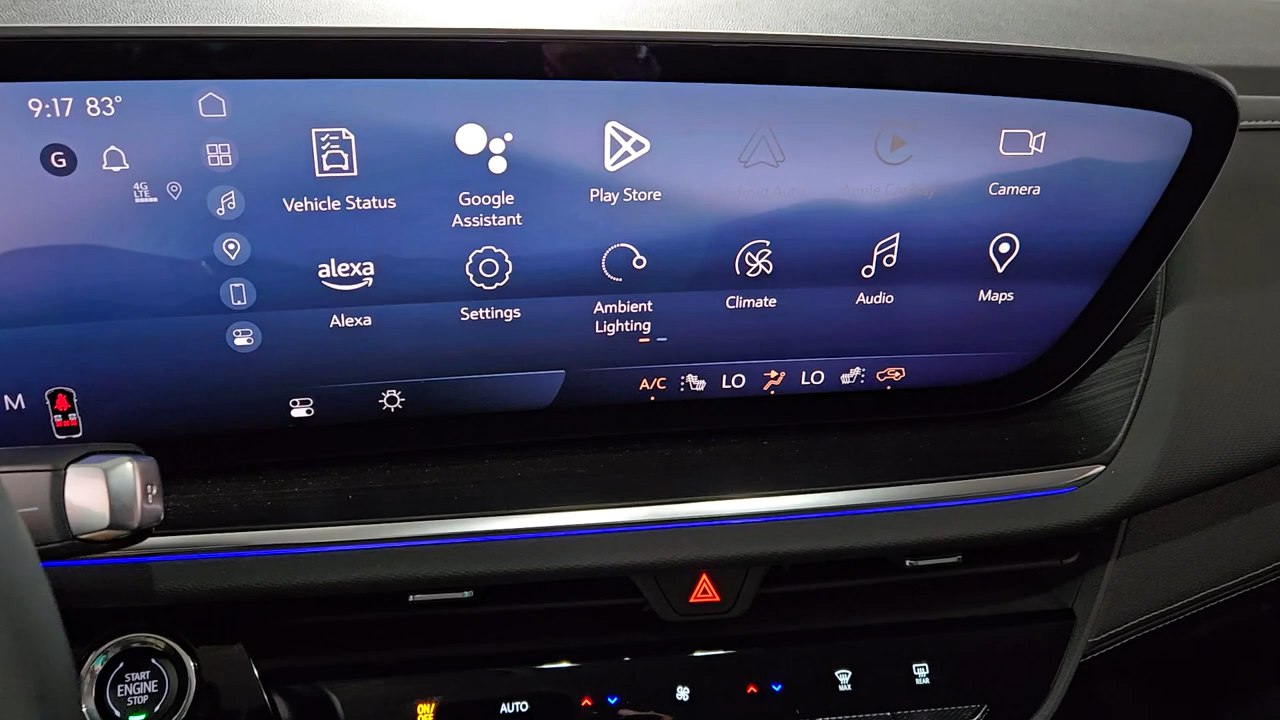 9:17 83°
G
4G
LTE
Vehicle Status
Google
Assistant
Play Store
Android Auto
Apple CarPlay
Camera
alexa
Alexa
Settings
Ambient
Lighting
Climate
Audio
Maps
M
A/C
LO
LO
START
ENGINE
STOP
ON/
OFF
AUTO
MAX
REAR